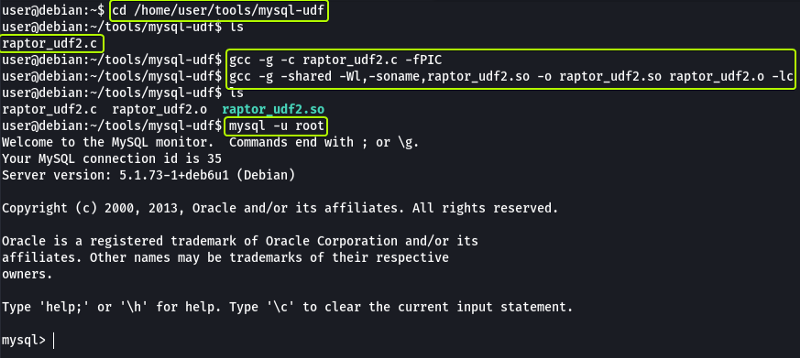 user@debian:~$ cd /home/user/tools/mysql-udf
user@debian:~/tools/mysql-udf$ ls
raptor_udf2.c
user@debian:~/tools/mysql-udf$ gcc -g -c raptor_udf2.c -fPIC
user@debian:~/tools/mysql-udf$ gcc -g -shared -Wl,-soname,raptor_udf2.so -o raptor_udf2.so raptor_udf2.o -lc
user@debian:~/tools/mysql-udf$ ls
raptor_udf2.c  raptor_udf2.o  raptor_udf2.so
user@debian:~/tools/mysql-udf$ mysql -u root
Welcome to the MySQL monitor.  Commands end with ; or \g.
Your MySQL connection id is 35
Server version: 5.1.73-1+deb6u1 (Debian)
Copyright (c) 2000, 2013, Oracle and/or its affiliates. All rights reserved.
Oracle is a registered trademark of Oracle Corporation and/or its
affiliates. Other names may be trademarks of their respective
owners.
Type 'help;' or '\h' for help. Type '\c' to clear the current input statement.
mysql>